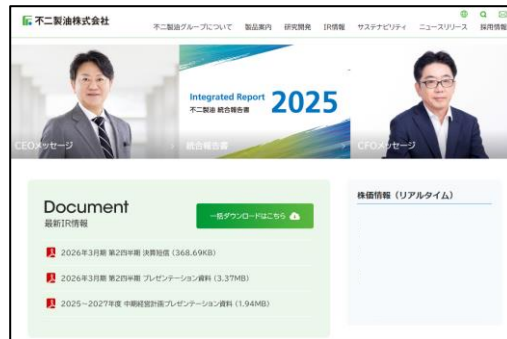 不二製油株式会社
不二製油グループについて 製品案内 研究開発 IR情報 サステナビリティ ニュースリリース 採用情報
CEOメッセージ
Integrated Report
不二製油 統合報告書
2025
統合報告書
CFOメッセージ
Document
最新IR情報
一括ダウンロードはこちら
2026年3月期 第2四半期 決算短信 (368.69KB)
2026年3月期 第2四半期 プレゼンテーション資料 (3.37MB)
2025~2027年度 中期経営計画プレゼンテーション資料 (1.94MB)
株価情報（リアルタイム）